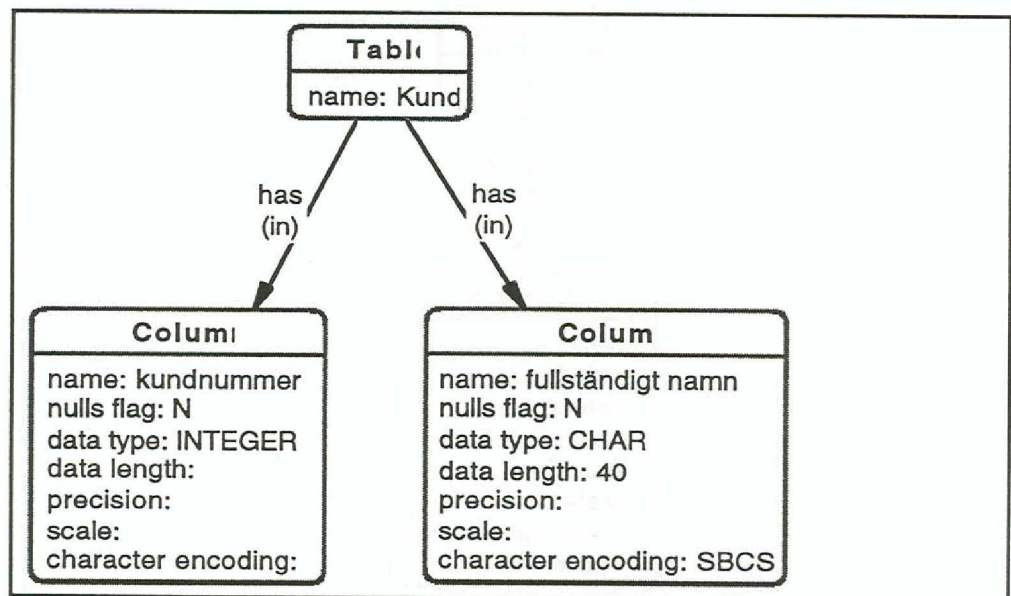 Tabl
name: Kund
has
(in)
has
(in)
Colum
name: kundnummer
nulls flag: N
data type: INTEGER
data length:
precision:
scale:
character encoding:
Colum
name: fullständigt namn
nulls flag: N
data type: CHAR
data length: 40
precision:
scale:
character encoding: SBCS